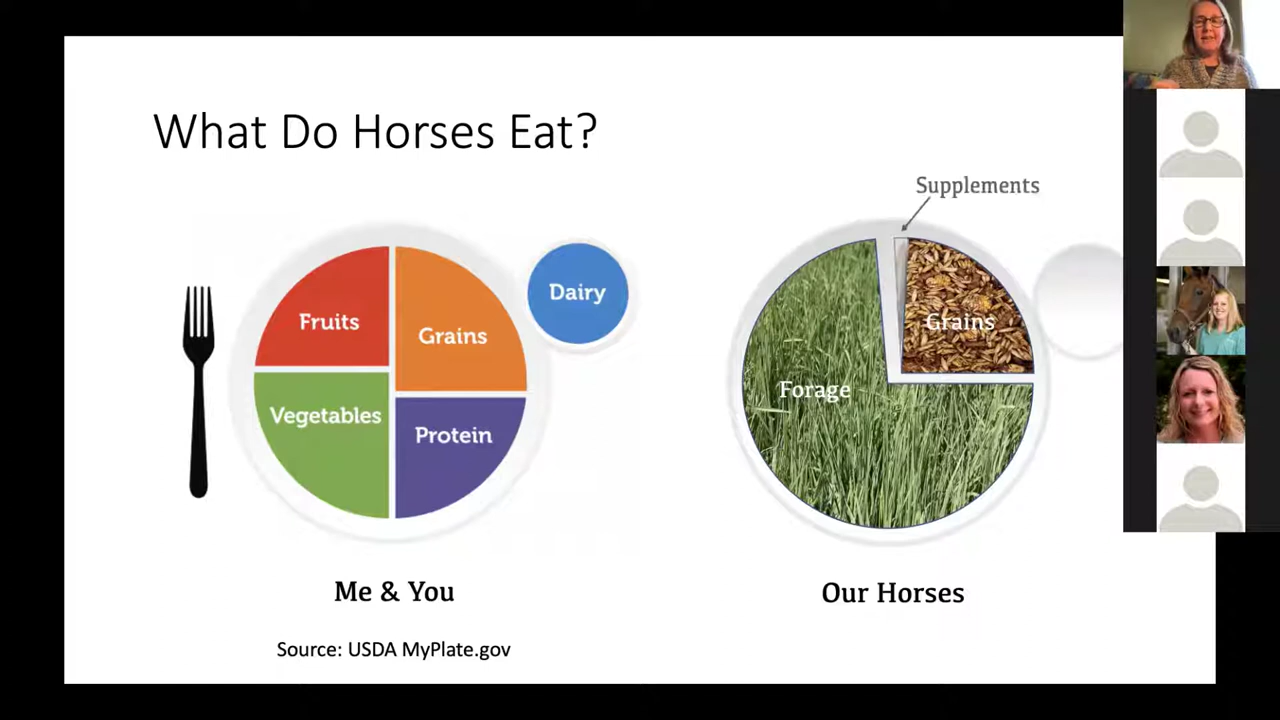 What Do Horses Eat?
Supplements
Fruits
Grains
Dairy
Vegetables
Protein
Grains
Forage
Me & You
Our Horses
Source: USDA MyPlate.gov